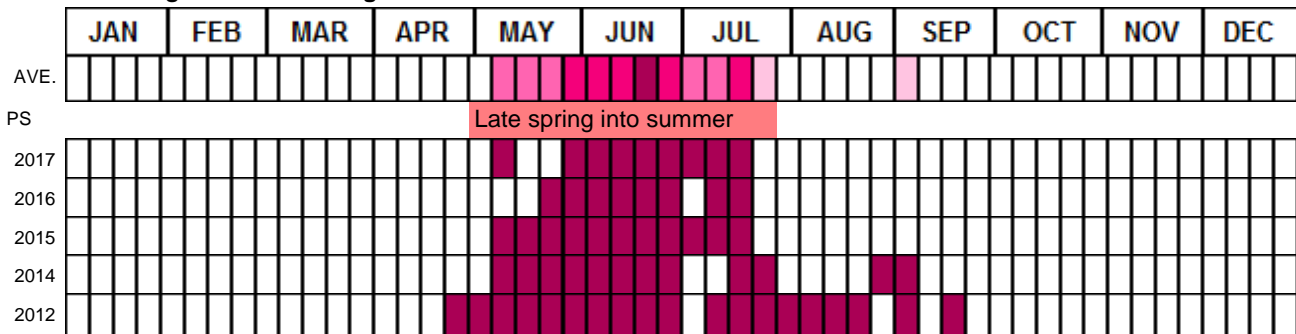 JAN FEB MAR APR MAY JUN JUL AUG SEP OCT NOV DEC
AVE.
PS Late spring into summer
2017
2016
2015
2014
2012